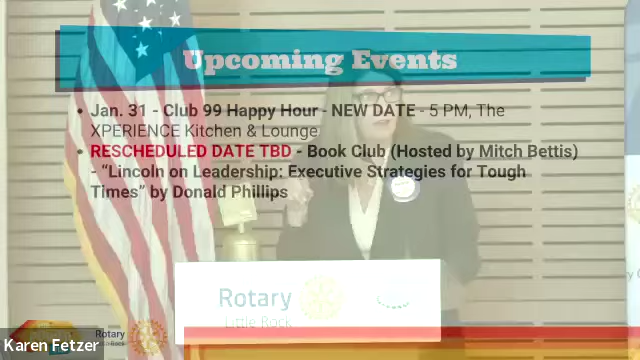 Upcoming Events
• Jan. 31 - Club 99 Happy Hour - NEW DATE - 5 PM, The
XPERIENCE Kitchen & Lounge
• RESCHEDULED DATE TBD - Book Club (Hosted by Mitch Bettis)
- “Lincoln on Leadership: Executive Strategies for Tough
Times” by Donald Phillips
Rotary
Little Rock
Rotary
Karen Fetzer